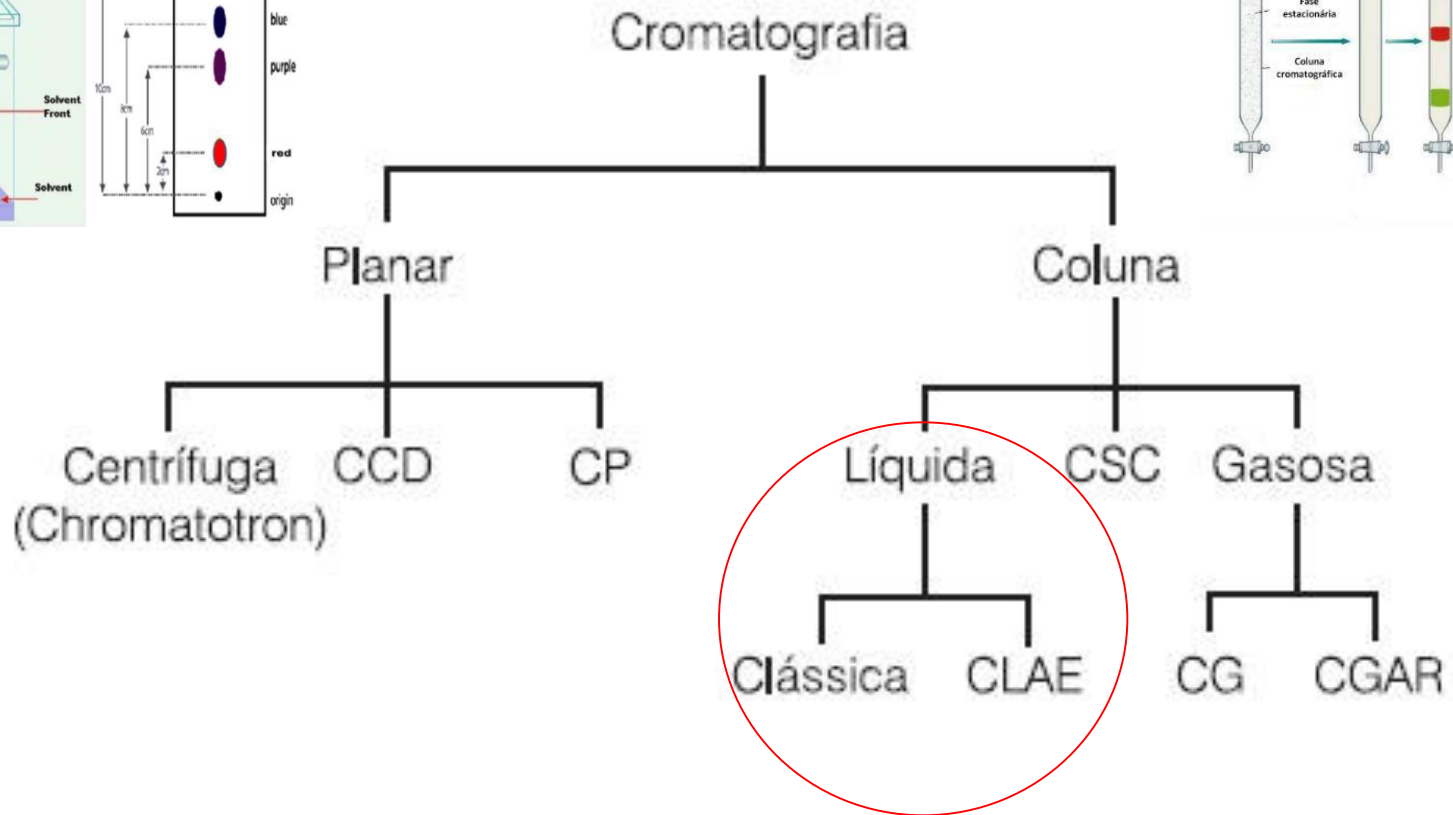 Cromatografia
blue
purple
red
origin
10cm
8cm
6cm
2cm
Solvent
Front
Solvent
Fase
estacionária
Coluna
cromatográfica
Planar
Coluna
Centrífuga
(Chromatotron)
CCD
CP
Líquida
CSC
Gasosa
Clássica
CLAE
CG
CGAR